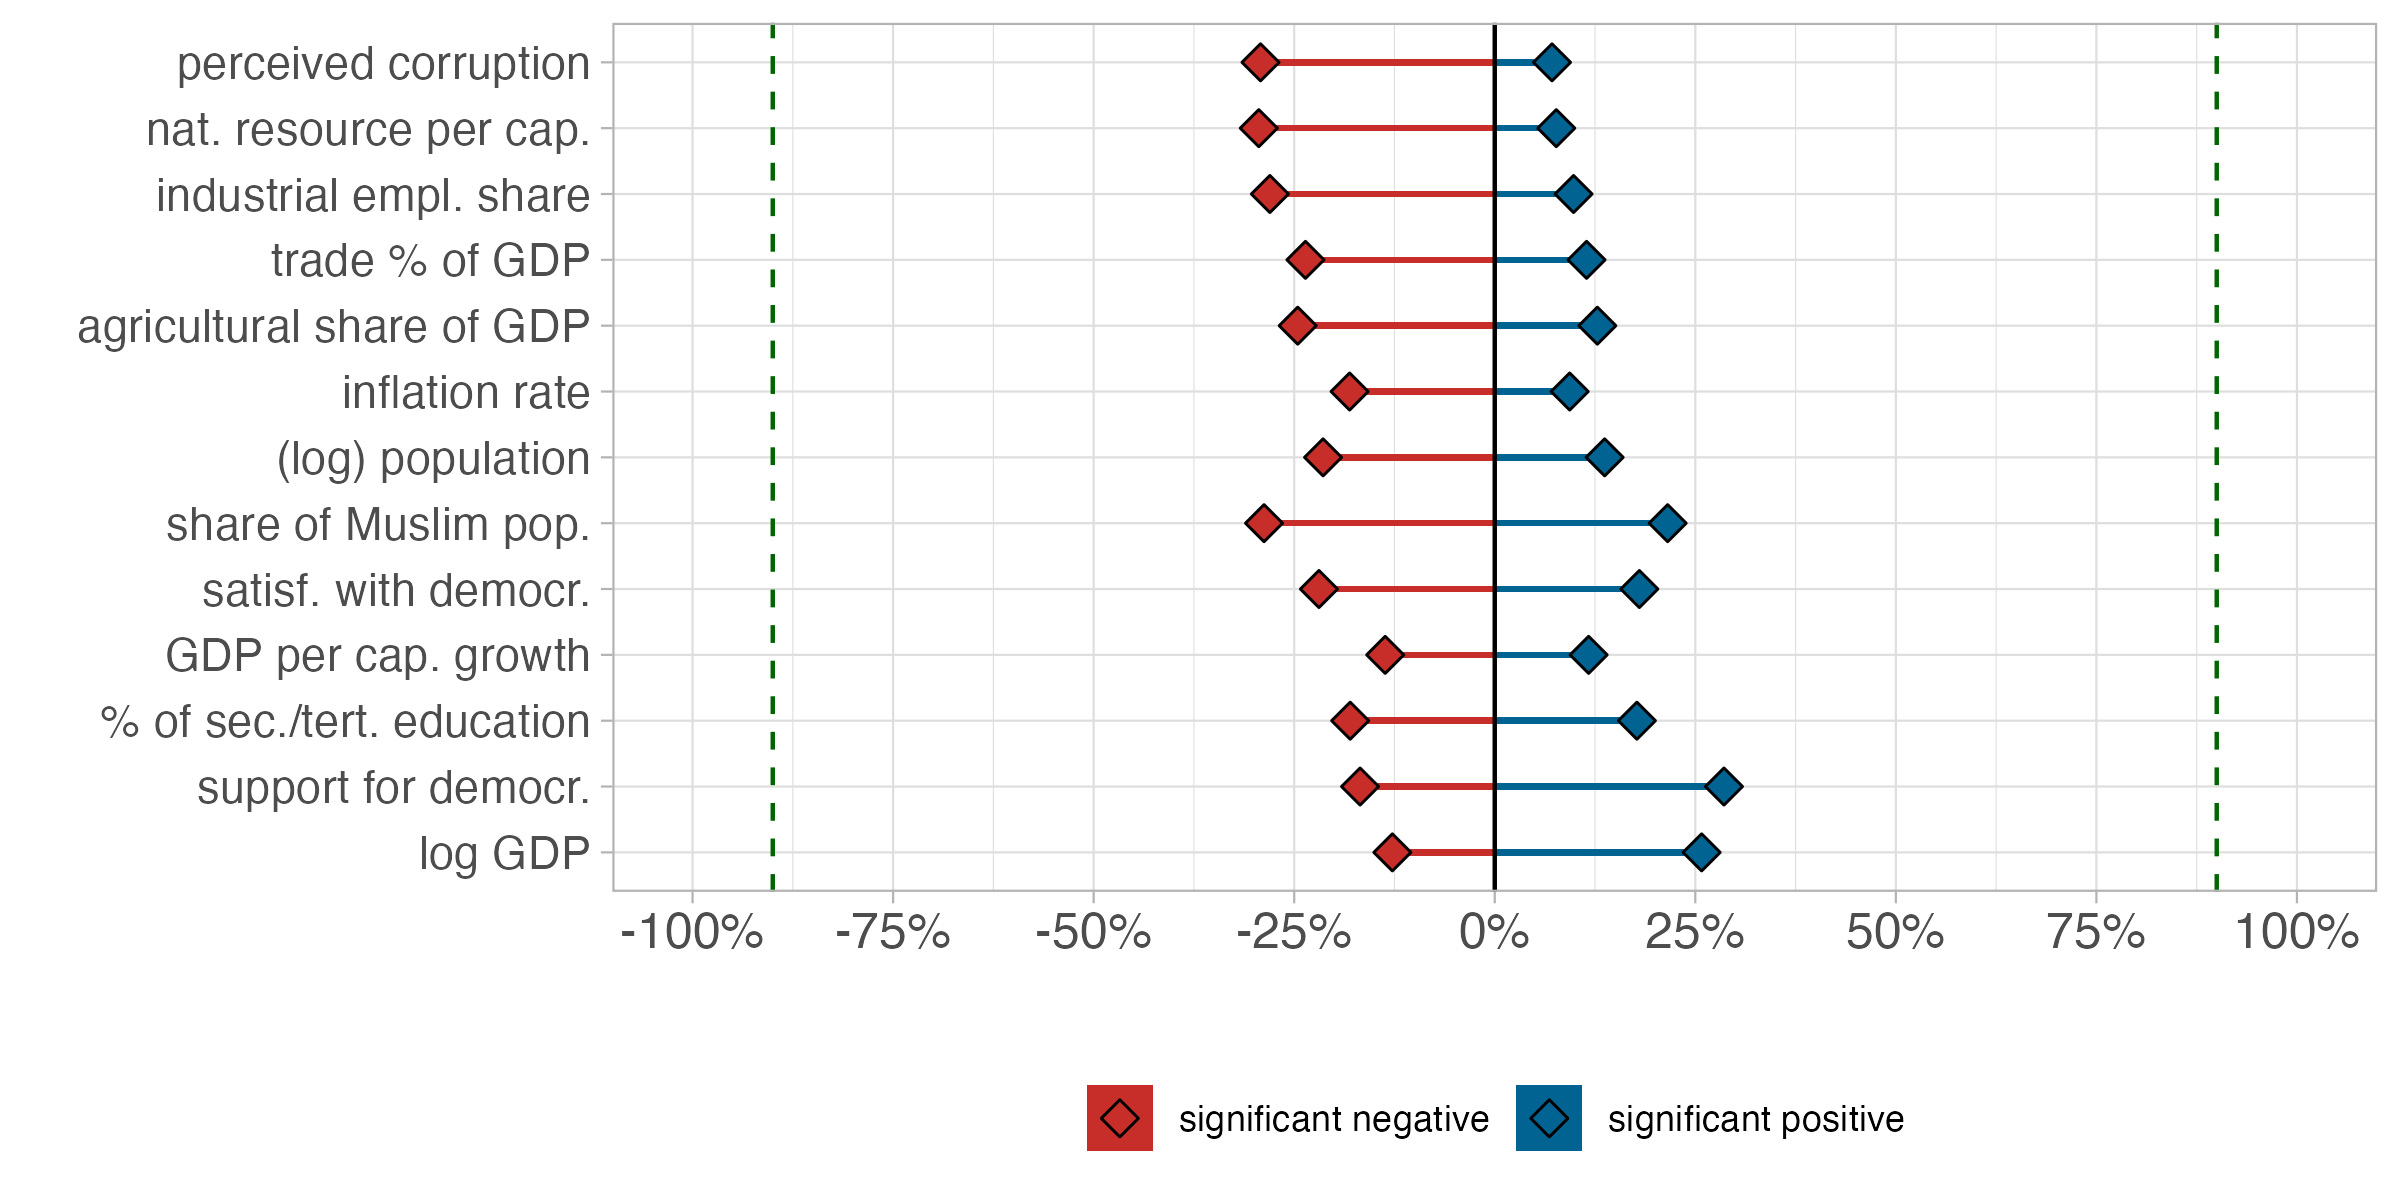 perceived corruption
nat. resource per cap.
industrial empl. share
trade % of GDP
agricultural share of GDP
inflation rate
(log) population
share of Muslim pop.
satisf. with democr.
GDP per cap. growth
% of sec./tert. education
support for democr.
log GDP
-100% -75% -50% -25% 0% 25% 50% 75% 100%
significant negative significant positive